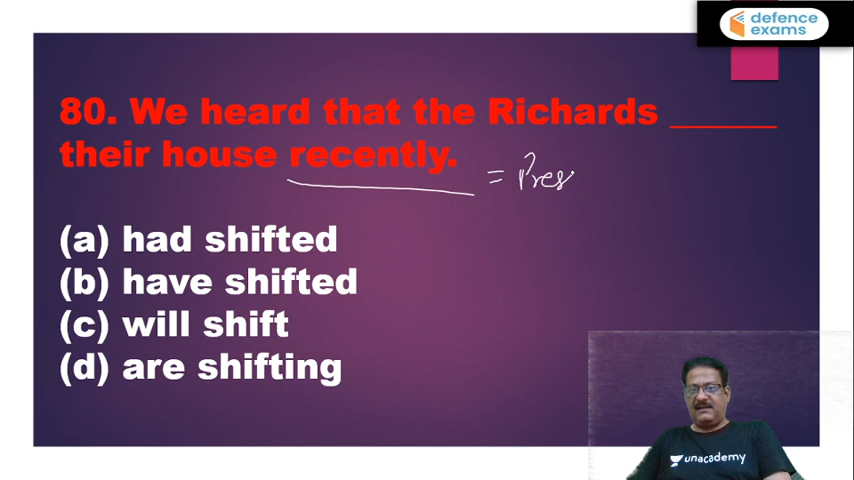 defence
exams
80. We heard that the Richards ______
their house recently.
= Pres
(a) had shifted
(b) have shifted
(c) will shift
(d) are shifting
unacademy